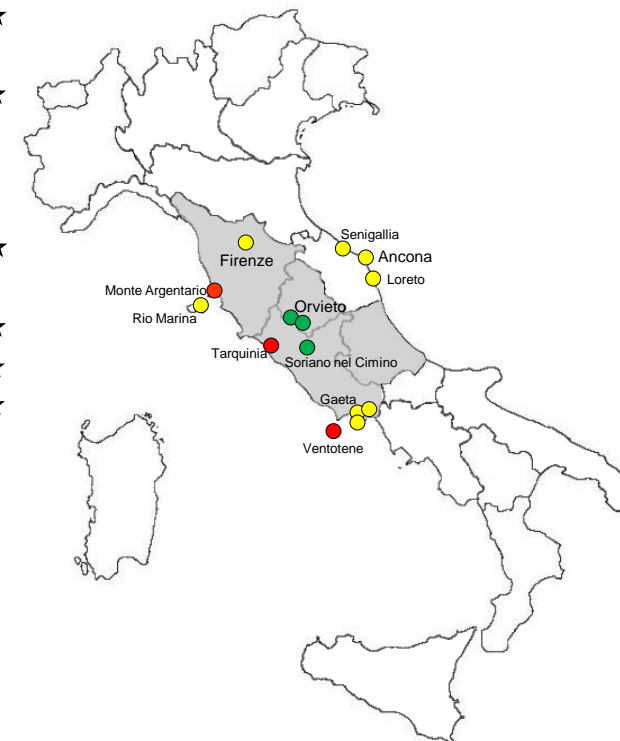 Senigallia
Ancona
Firenze
Loreto
Monte Argentario
Orvieto
Rio Marina
Tarquinia
Soriano nel Cimino
Gaeta
Ventotene